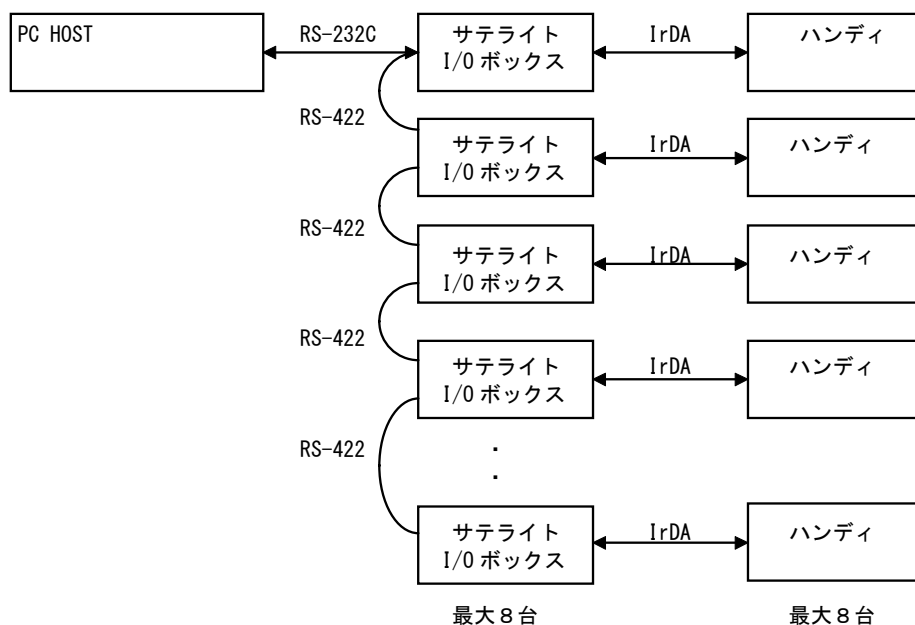 PC HOST
RS-232C
サテライト
I/O ボックス
IrDA
ハンディ
RS-422
サテライト
I/O ボックス
IrDA
ハンディ
RS-422
サテライト
I/O ボックス
IrDA
ハンディ
RS-422
サテライト
I/O ボックス
IrDA
ハンディ
RS-422
・
・
サテライト
I/O ボックス
IrDA
ハンディ
最大８台
最大８台